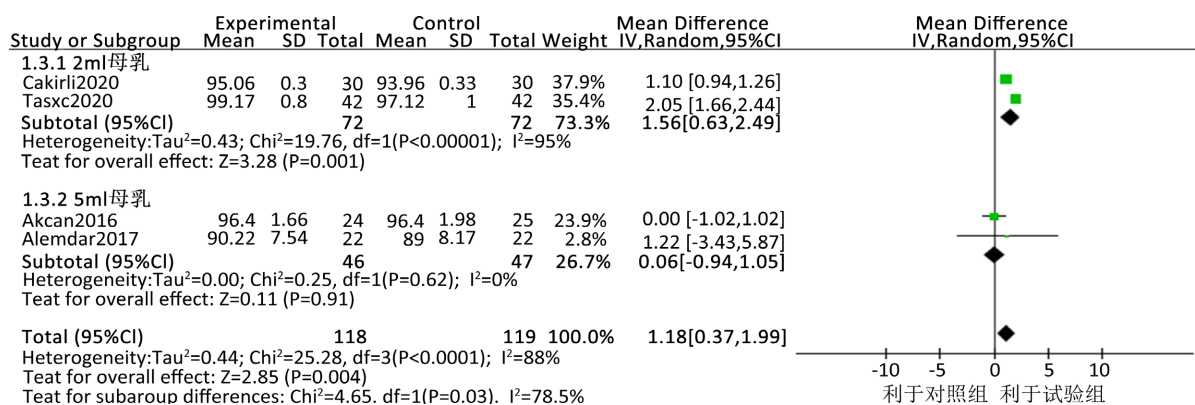 Experimental Control Mean Difference Mean Difference
Study or Subgroup Mean SD Total Mean SD Total Weight IV,Random,95%CI IV,Random,95%CI
1.3.1 2ml母乳
Cakirli2020 95.06 0.3 30 93.96 0.33 30 37.9% 1.10 [0.94,1.26]
Tasxc2020 99.17 0.8 42 97.12 1 42 35.4% 2.05 [1.66,2.44]
Subtotal (95%Cl) 72 72 73.3% 1.56[0.63,2.49]
Heterogeneity:Tau²=0.43; Chi²=19.76, df=1(P<0.00001); I²=95%
Teat for overall effect: Z=3.28 (P=0.001)
1.3.2 5ml母乳
Akcan2016 96.4 1.66 24 96.4 1.98 25 23.9% 0.00 [-1.02,1.02]
Alemdar2017 90.22 7.54 22 89 8.17 22 2.8% 1.22 [-3.43,5.87]
Subtotal (95%Cl) 46 47 26.7% 0.06[-0.94,1.05]
Heterogeneity:Tau²=0.00; Chi²=0.25, df=1(P=0.62); I²=0%
Teat for overall effect: Z=0.11 (P=0.91)
Total (95%Cl) 118 119 100.0% 1.18[0.37,1.99]
Heterogeneity:Tau²=0.44; Chi²=25.28, df=3(P<0.0001); I²=88%
Teat for overall effect: Z=2.85 (P=0.004)
Teat for subaroup differences: Chi²=4.65. df=1(P=0.03). I²=78.5%
-10 -5 0 5 10
利于对照组 利于试验组